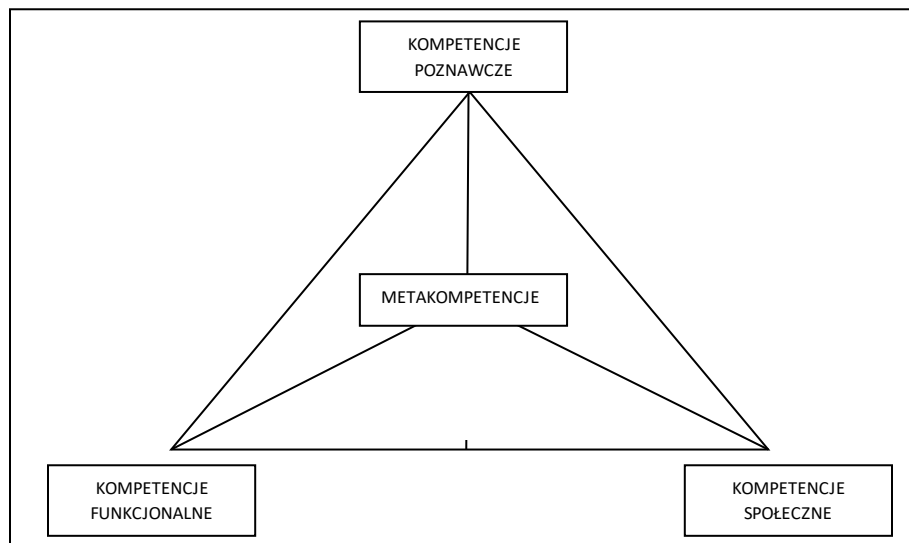 KOMPETENCJE
POZNAWCZE
METAKOMPETENCJE
KOMPETENCJE
FUNKCJONALNE
KOMPETENCJE
SPOŁECZNE